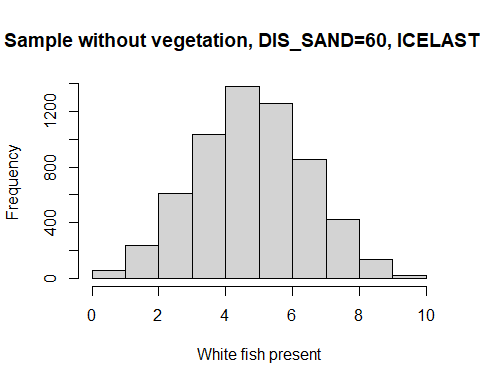 Sample without vegetation, DIS_SAND=60, ICELAST
1200
800
400
0
Frequency
0 2 4 6 8 10
White fish present